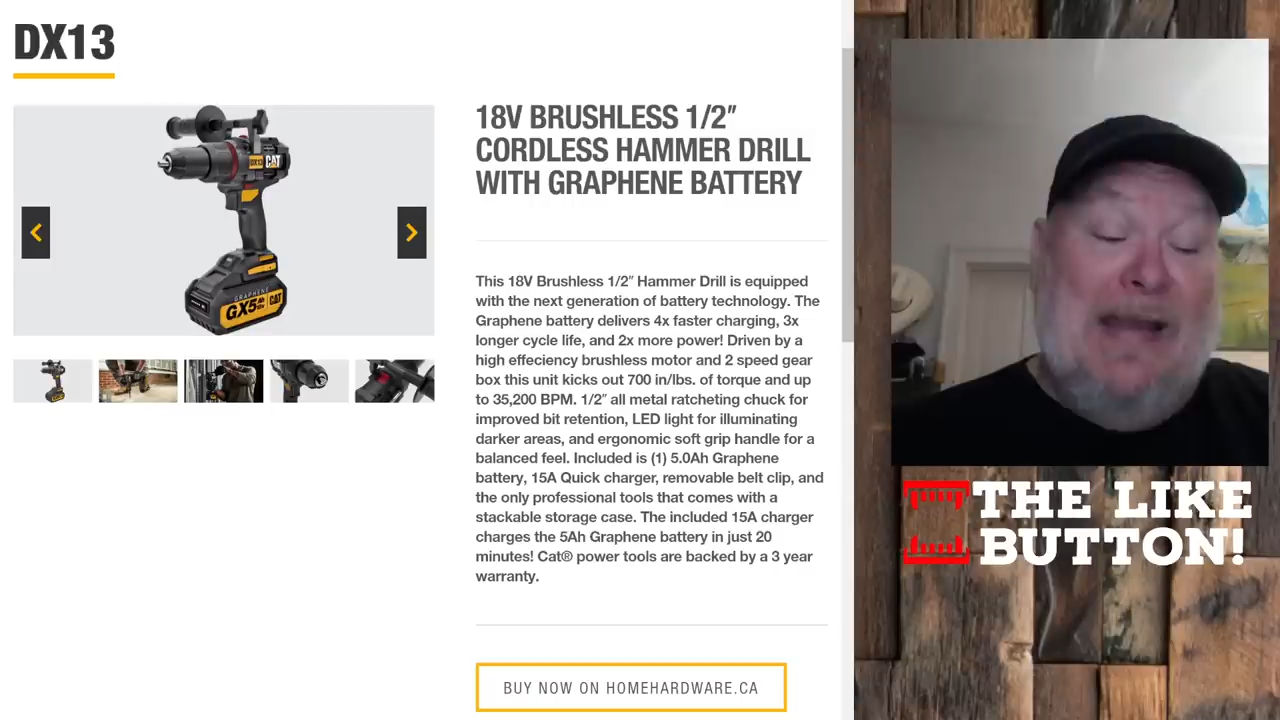 DX13
DX13 CAT
GRAPHENE
GX5Ah
CAT
18V BRUSHLESS 1/2″
CORDLESS HAMMER DRILL
WITH GRAPHENE BATTERY
This 18V Brushless 1/2″ Hammer Drill is equipped
with the next generation of battery technology. The
Graphene battery delivers 4x faster charging, 3x
longer cycle life, and 2x more power! Driven by a
high effeciency brushless motor and 2 speed gear
box this unit kicks out 700 in/lbs. of torque and up
to 35,200 BPM. 1/2″ all metal ratcheting chuck for
improved bit retention, LED light for illuminating
darker areas, and ergonomic soft grip handle for a
balanced feel. Included is (1) 5.0Ah Graphene
battery, 15A Quick charger, removable belt clip, and
the only professional tools that comes with a
stackable storage case. The included 15A charger
charges the 5Ah Graphene battery in just 20
minutes! Cat® power tools are backed by a 3 year
warranty.
BUY NOW ON HOMEHARDWARE.CA
THE LIKE
BUTTON!